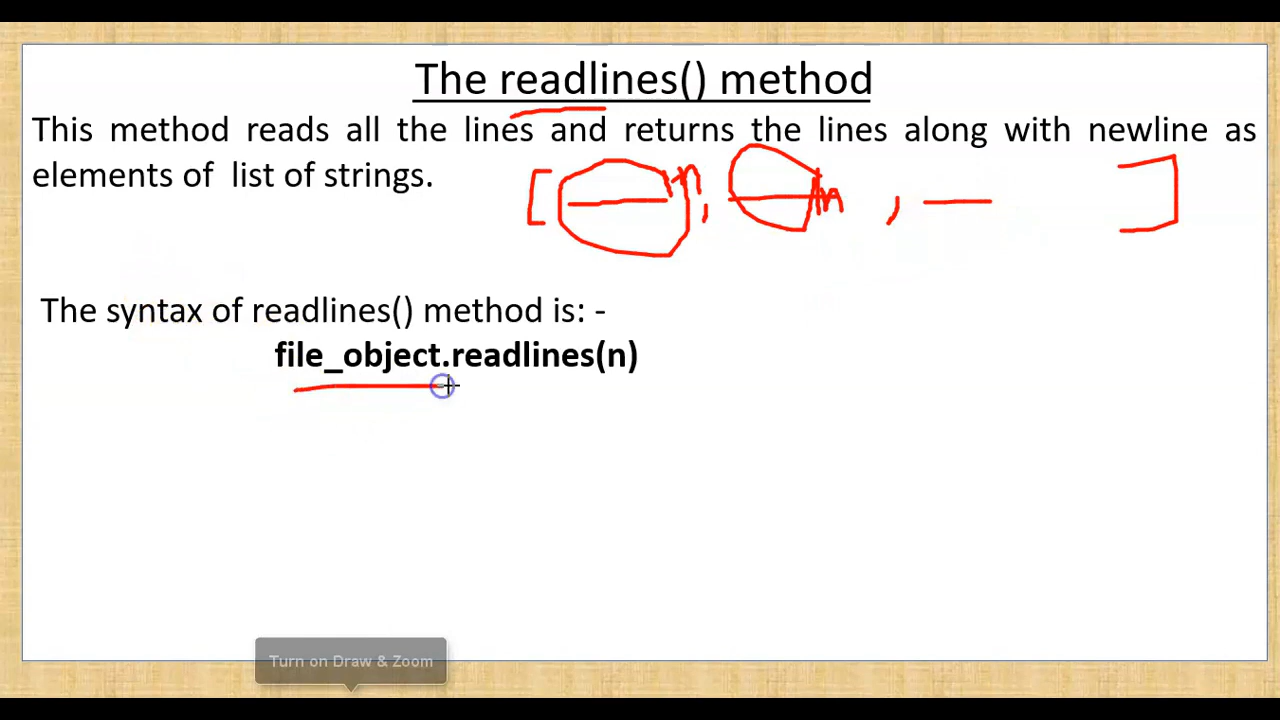 The readlines() method
This method reads all the lines and returns the lines along with newline as
elements of list of strings.
[ \n, \n , ]
The syntax of readlines() method is: -
file_object.readlines(n)
Turn on Draw & Zoom